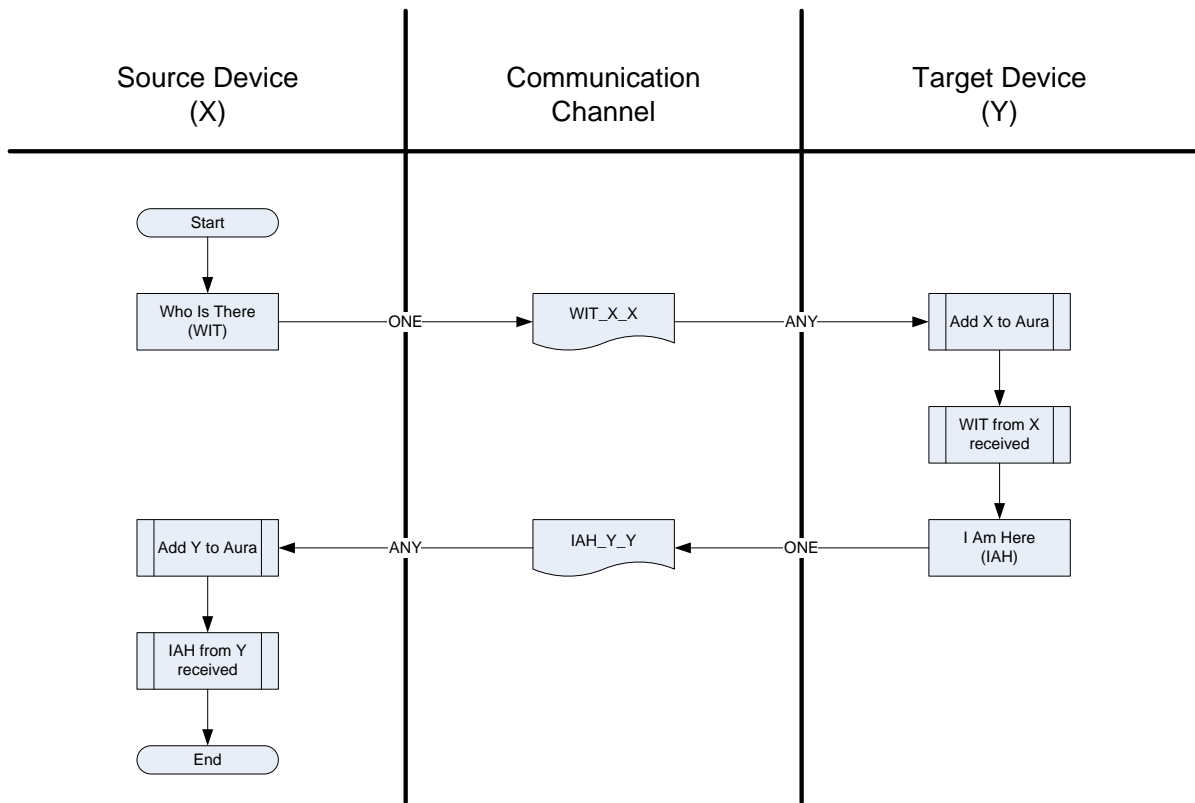 Source Device
(X)
Communication
Channel
Target Device
(Y)
Start
Who Is There
(WIT)
ONE
WIT_X_X
ANY
Add X to Aura
WIT from X
received
I Am Here
(IAH)
ONE
IAH_Y_Y
ANY
Add Y to Aura
IAH from Y
received
End